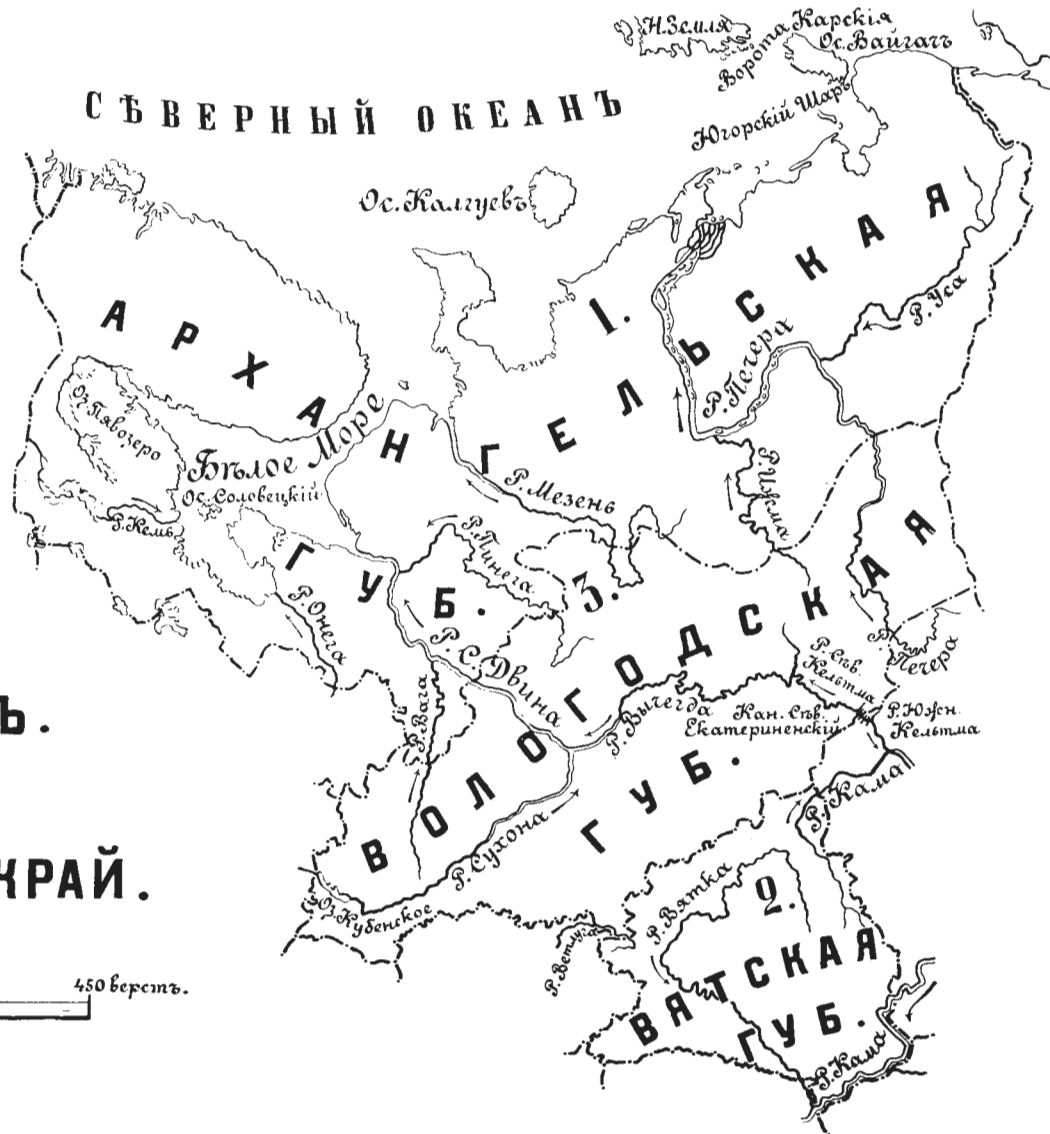 Н. Земля
Ворота Карскія
Ос. Вайгачъ
СѢВЕРНЫЙ ОКЕАНЪ
Югорскій Шаръ
Ос. Калгуевъ
1.
АРХАНГЕЛЬСКАЯ
ГУБ.
Р. Уса
Р. Печера
Оз. Пявозеро
Бѣлое Море
Ос. Соловецкій
Р. Мезень
Р. Ижма
Р. Кемь
Р. Пинега
3.
Р. Онега
Р. С. Двина
Р. Печера
Р. Сѣв.
Кельтма
ВОЛОГОДСКАЯ
ГУБ.
Р. Вага
Р. Вычегда
Кан. Сѣв.
Екатериненскій
Р. Южн.
Кельтма
Ъ.
Р. Кама
Р. Сухона
КРАЙ.
Оз. Кубенское
Р. Вятка
2.
Р. Ветлуга
ВЯТСКАЯ
ГУБ.
450 верстъ.
Р. Кама